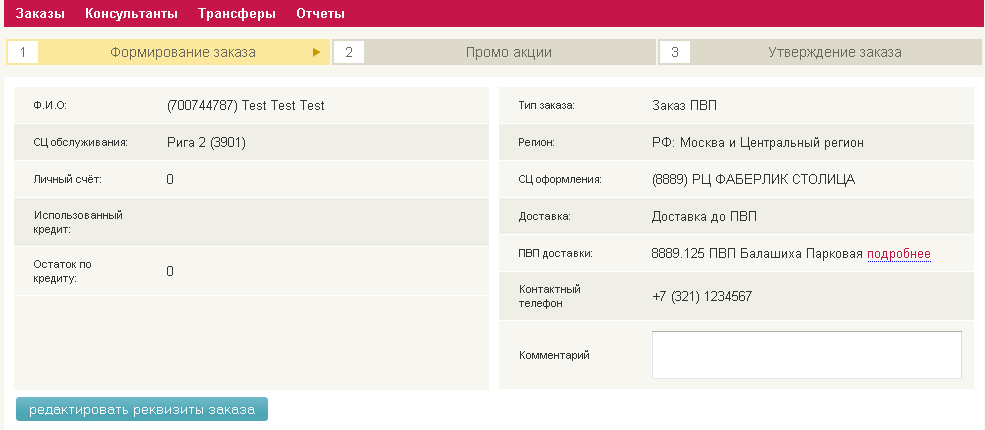 Заказы Консультанты Трансферы Отчеты
1 Формирование заказа 2 Промо акции 3 Утверждение заказа
Ф.И.О: (700744787) Test Test Test
СЦ обслуживания: Рига 2 (3901)
Личный счёт: 0
Использованный
кредит:
Остаток по
кредиту: 0
Тип заказа: Заказ ПВП
Регион: РФ: Москва и Центральный регион
СЦ оформления: (8889) РЦ ФАБЕРЛИК СТОЛИЦА
Доставка: Доставка до ПВП
ПВП доставки: 8889.125 ПВП Балашиха Парковая подробнее
Контактный
телефон +7 (321) 1234567
Комментарий
редактировать реквизиты заказа